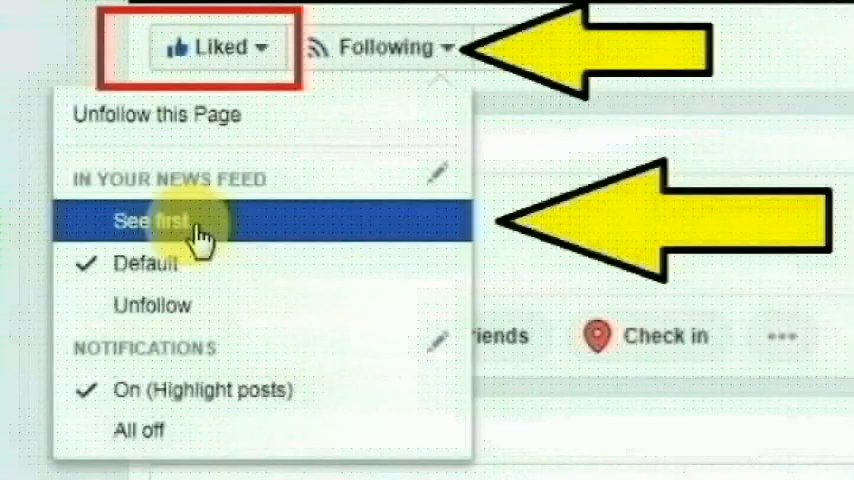 Liked Following
Unfollow this Page
IN YOUR NEWS FEED
See first
Default
Unfollow
NOTIFICATIONS
riends Check in
On (Highlight posts)
All off